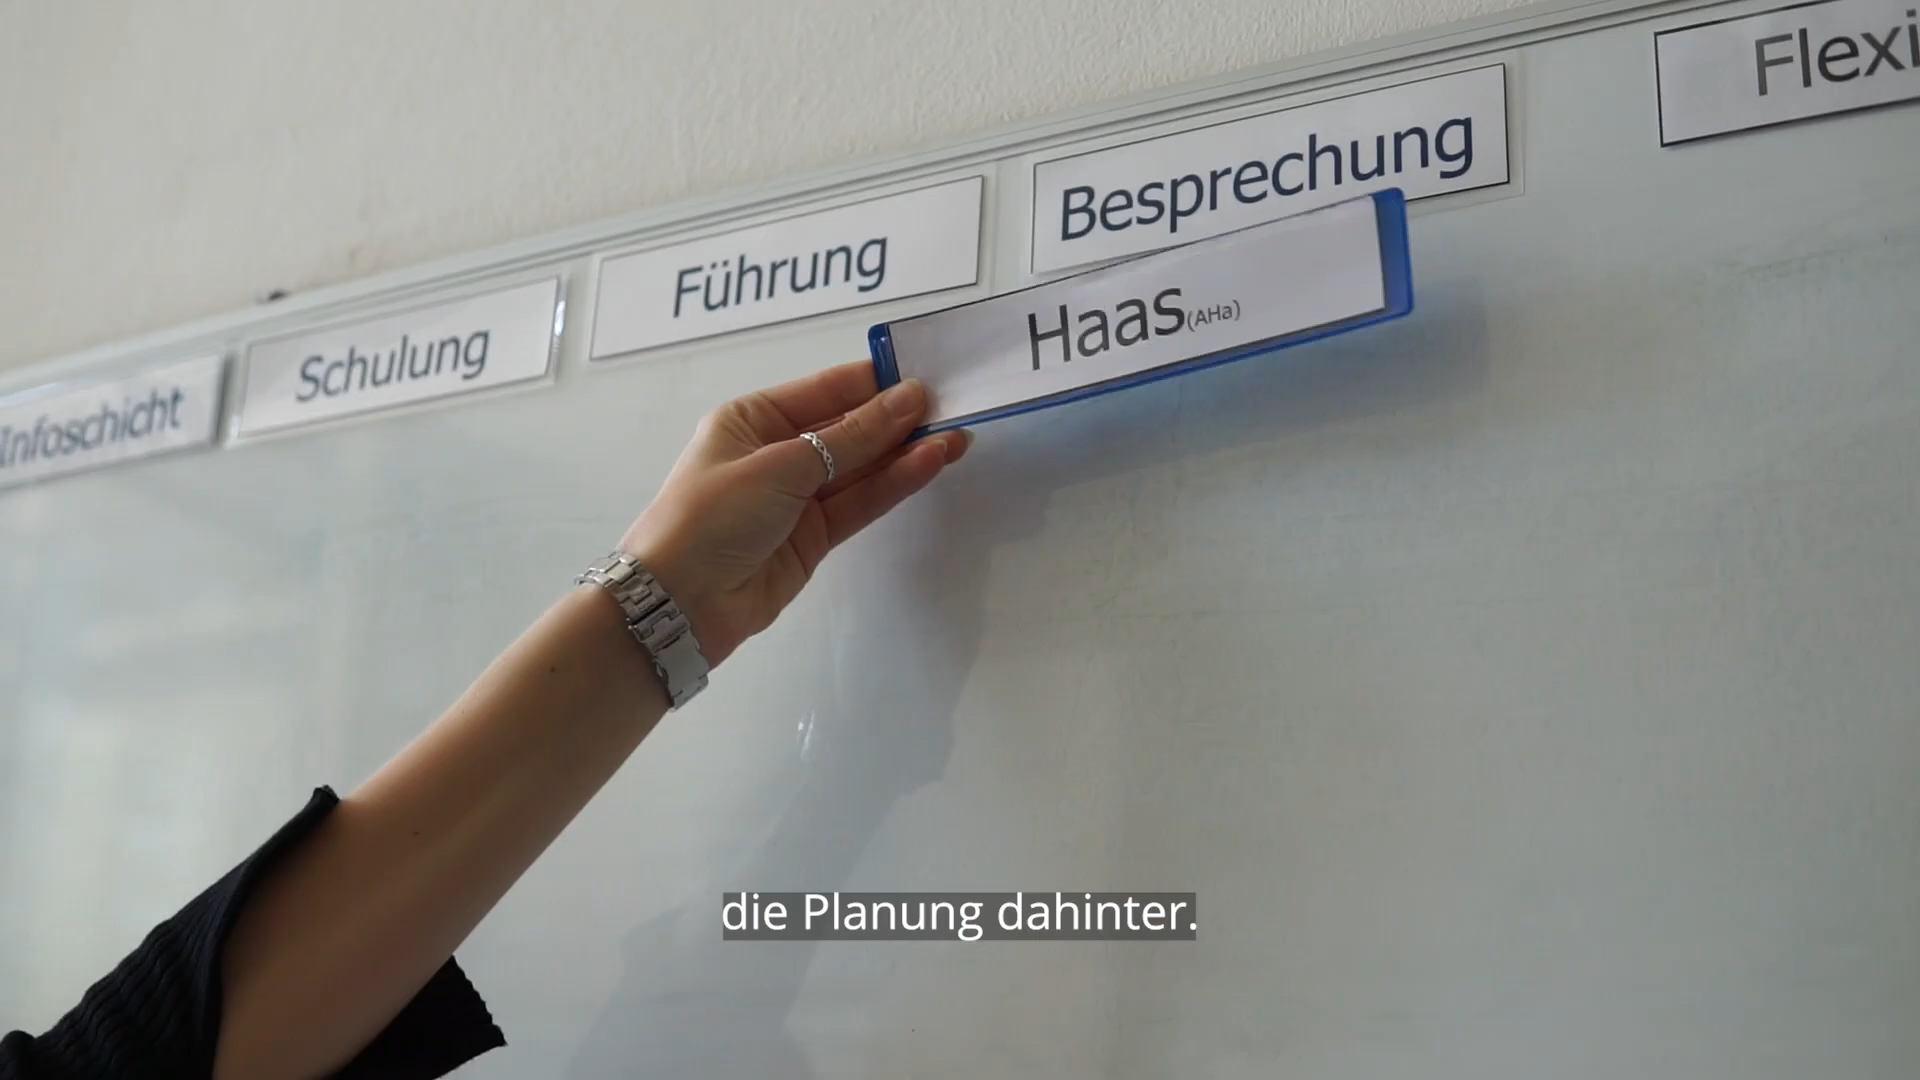 Infoschicht
Schulung
Führung
Besprechung
Flexi
Haas (AHa)
die Planung dahinter.